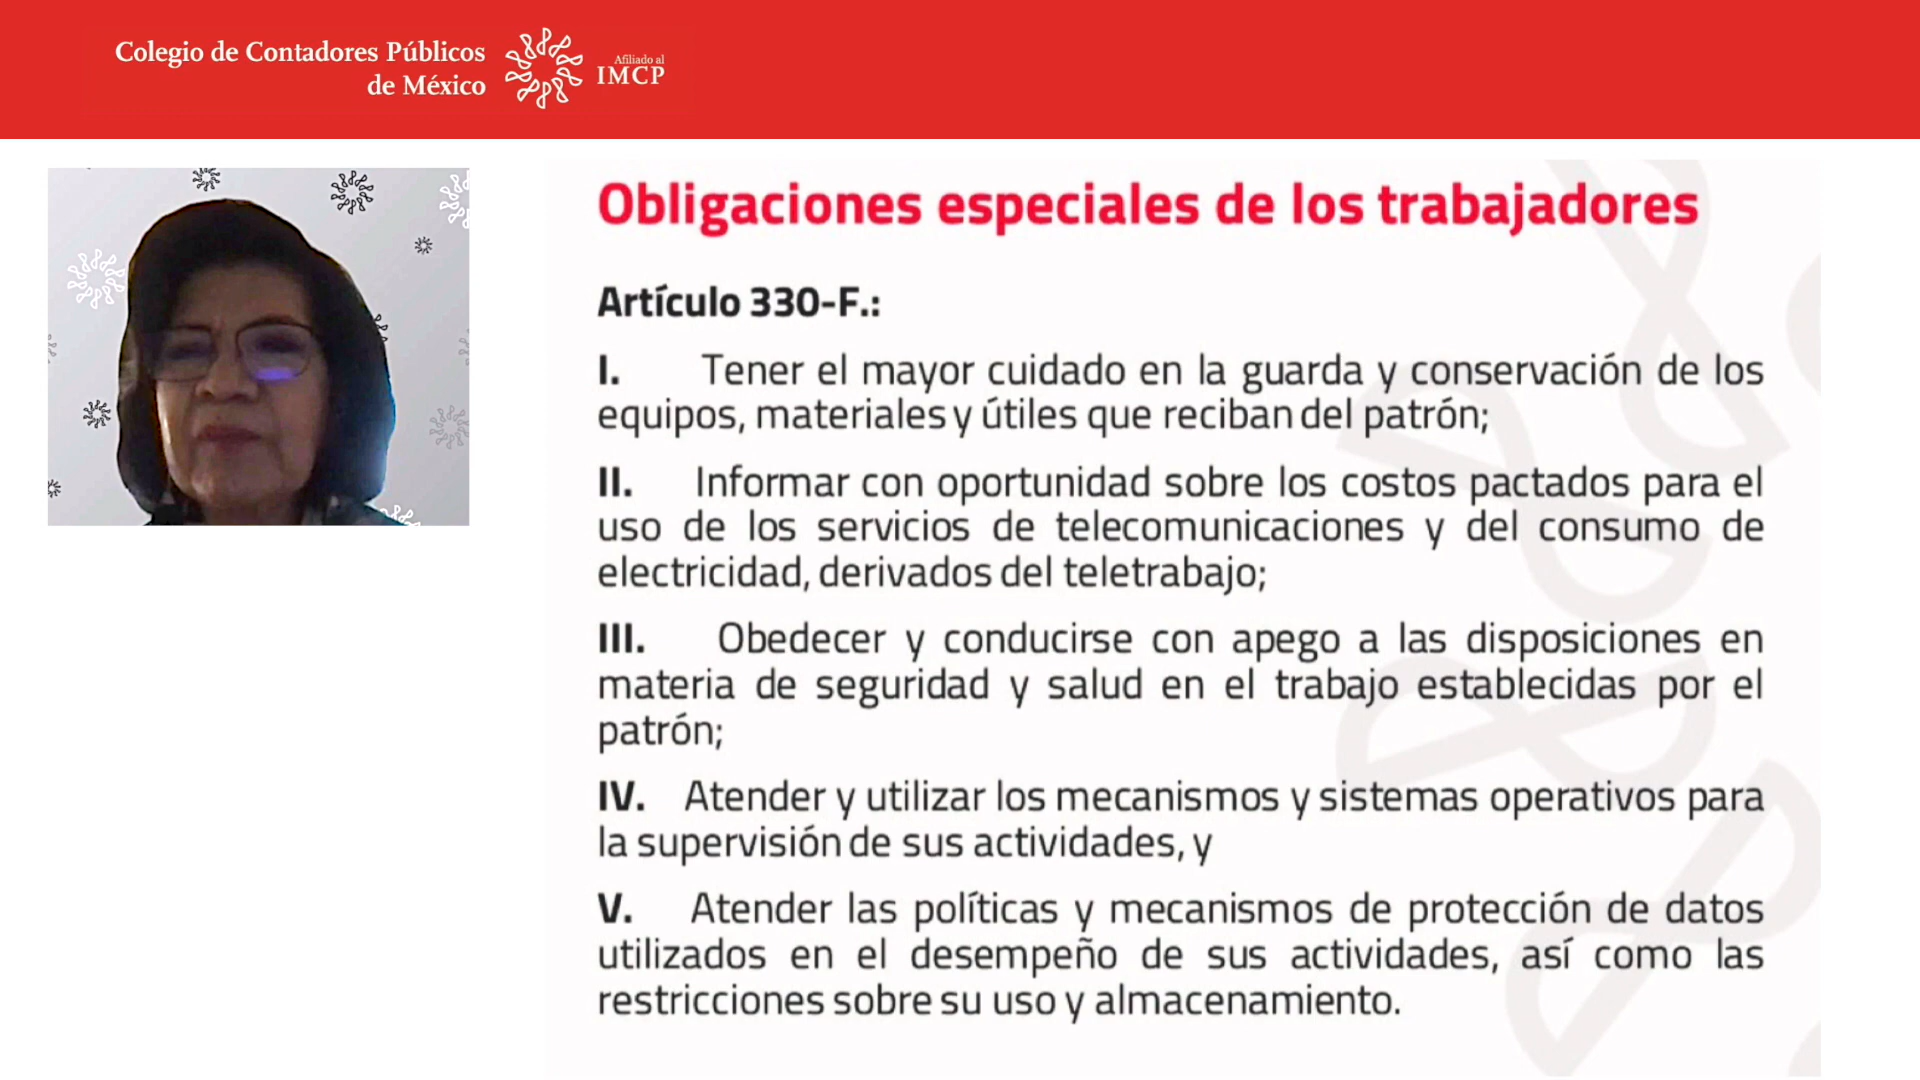 Colegio de Contadores Públicos
de México
Afiliado al
IMCP
Obligaciones especiales de los trabajadores
Artículo 330-F.:
I. Tener el mayor cuidado en la guarda y conservación de los
equipos, materiales y útiles que reciban del patrón;
II. Informar con oportunidad sobre los costos pactados para el
uso de los servicios de telecomunicaciones y del consumo de
electricidad, derivados del teletrabajo;
III. Obedecer y conducirse con apego a las disposiciones en
materia de seguridad y salud en el trabajo establecidas por el
patrón;
IV. Atender y utilizar los mecanismos y sistemas operativos para
la supervisión de sus actividades, y
V. Atender las políticas y mecanismos de protección de datos
utilizados en el desempeño de sus actividades, así como las
restricciones sobre su uso y almacenamiento.